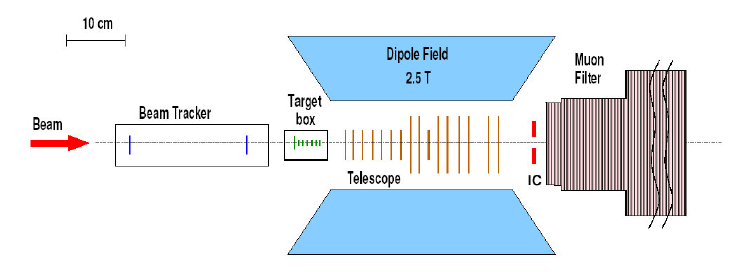 10 cm
Dipole Field
2.5 T
Muon
Filter
Target
box
Beam Tracker
Beam
Telescope
IC